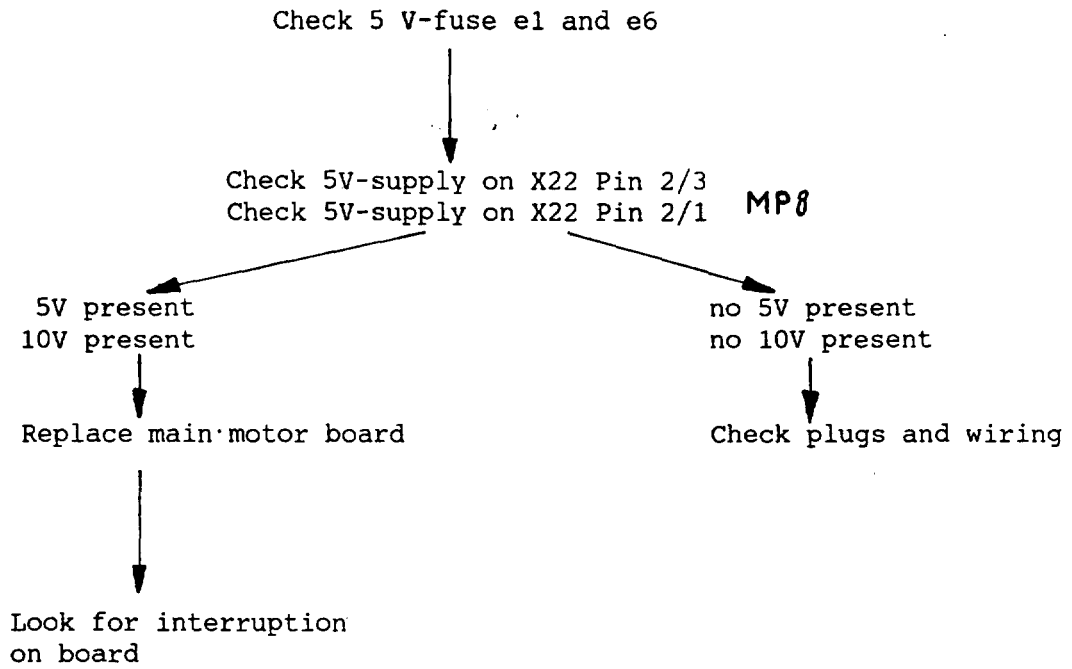 Check 5 V-fuse e1 and e6
Check 5V-supply on X22 Pin 2/3
Check 5V-supply on X22 Pin 2/1 MP8
5V present
10V present
no 5V present
no 10V present
Replace main motor board
Check plugs and wiring
Look for interruption
on board